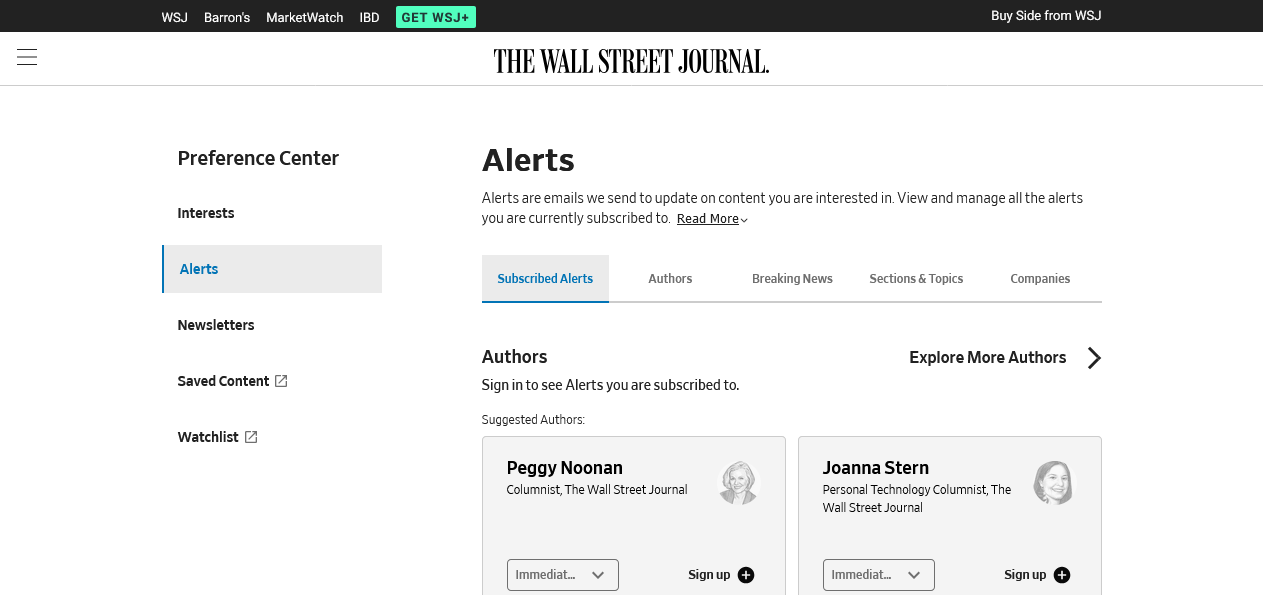 WSJ Barron's MarketWatch IBD GET WSJ+ Buy Side from WSJ
THE WALL STREET JOURNAL.
Preference Center
Interests
Alerts
Newsletters
Saved Content
Watchlist
Alerts
Alerts are emails we send to update on content you are interested in. View and manage all the alerts
you are currently subscribed to. Read More
Subscribed Alerts Authors Breaking News Sections & Topics Companies
Authors Explore More Authors
Sign in to see Alerts you are subscribed to.
Suggested Authors:
Peggy Noonan
Columnist, The Wall Street Journal
Immediat... Sign up
Joanna Stern
Personal Technology Columnist, The
Wall Street Journal
Immediat... Sign up